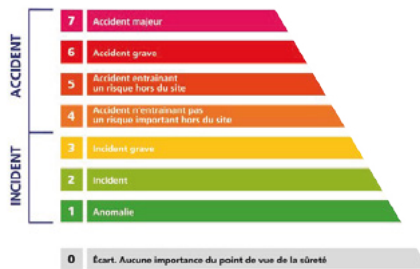 ACCIDENT
7 Accident majeur
6 Accident grave
5 Accident entraînant
un risque hors du site
4 Accident n'entraînant pas
un risque important hors du site
INCIDENT
3 Incident grave
2 Incident
1 Anomalie
0 Écart. Aucune importance du point de vue de la sûreté